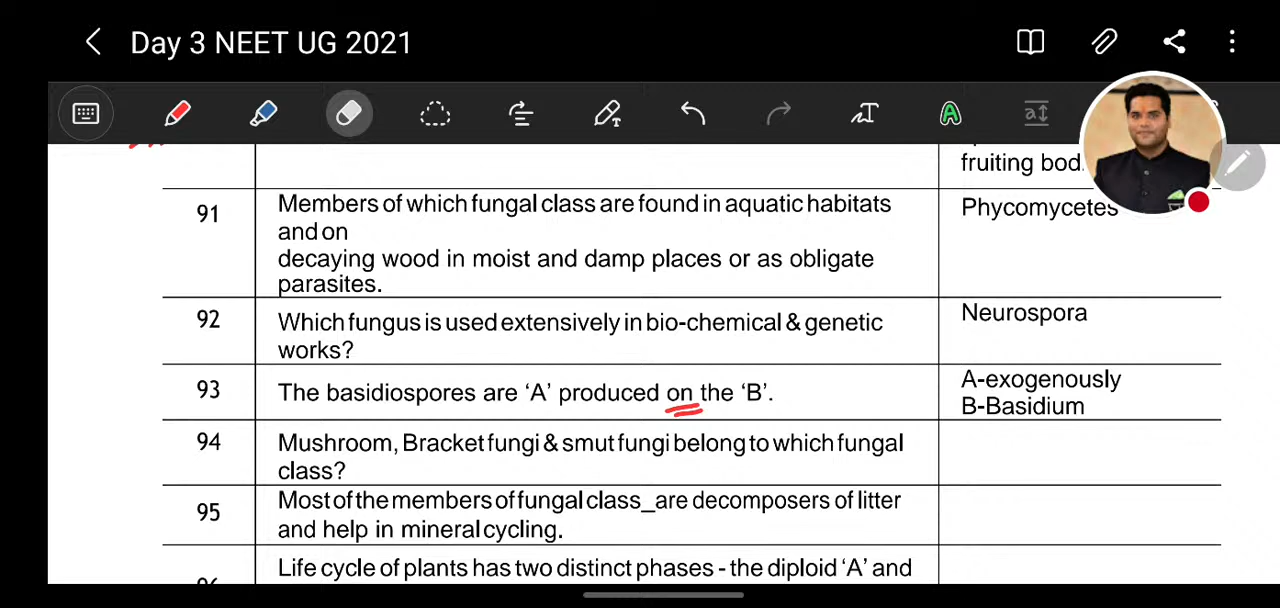 Day 3 NEET UG 2021
fruiting bod
91
Members of which fungal class are found in aquatic habitats
Phycomycetes
and on
decaying wood in moist and damp places or as obligate
parasites.
92
Which fungus is used extensively in bio-chemical & genetic
Neurospora
works?
93
The basidiospores are ‘A’ produced on the ‘B’.
A-exogenously
B-Basidium
94
Mushroom, Bracket fungi & smut fungi belong to which fungal
class?
95
Most of the members of fungal class_are decomposers of litter
and help in mineral cycling.
Life cycle of plants has two distinct phases - the diploid ‘A’ and